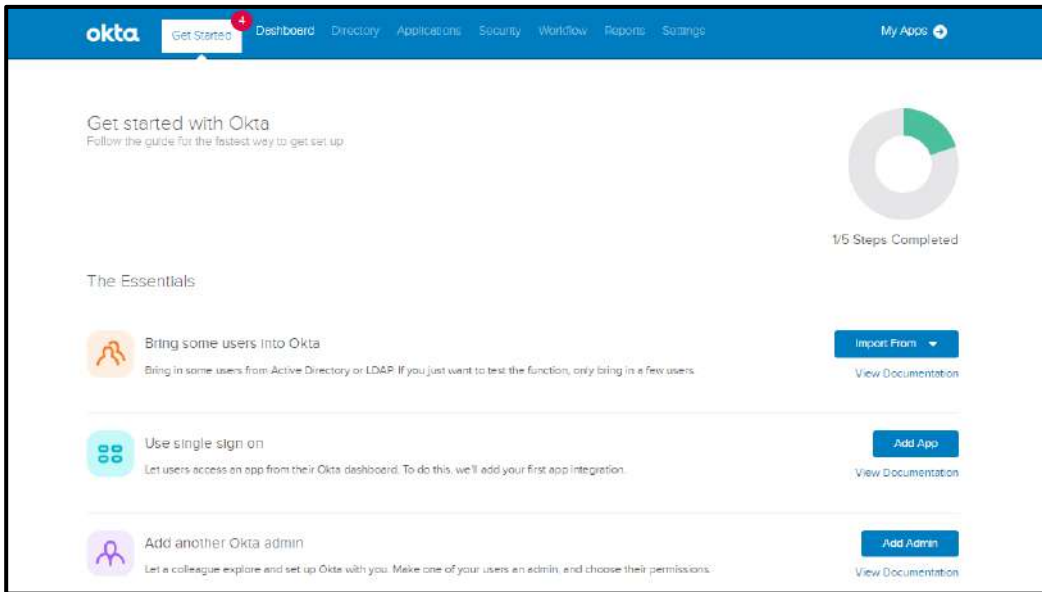 okta
Get Started
4
Dashboard
Directory
Applications
Security
Workflow
Reports
Settings
My Apps
Get started with Okta
Follow the guide for the fastest way to get set up
1/5 Steps Completed
The Essentials
Bring some users into Okta
Bring in some users from Active Directory or LDAP. If you just want to test the function, only bring in a few users.
Import From
View Documentation
Use single sign on
Let users access an app from their Okta dashboard. To do this, we'll add your first app integration.
Add App
View Documentation
Add another Okta admin
Let a colleague explore and set up Okta with you. Make one of your users an admin, and choose their permissions.
Add Admin
View Documentation